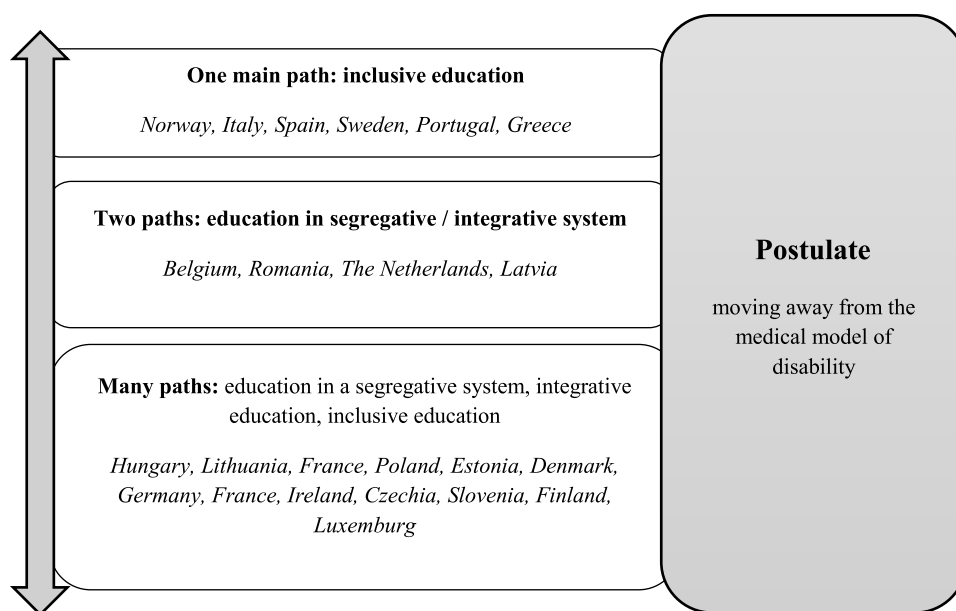 One main path: inclusive education
Norway, Italy, Spain, Sweden, Portugal, Greece
Two paths: education in segregative / integrative system
Belgium, Romania, The Netherlands, Latvia
Many paths: education in a segregative system, integrative
education, inclusive education
Hungary, Lithuania, France, Poland, Estonia, Denmark,
Germany, France, Ireland, Czechia, Slovenia, Finland,
Luxemburg
Postulate
moving away from the
medical model of
disability